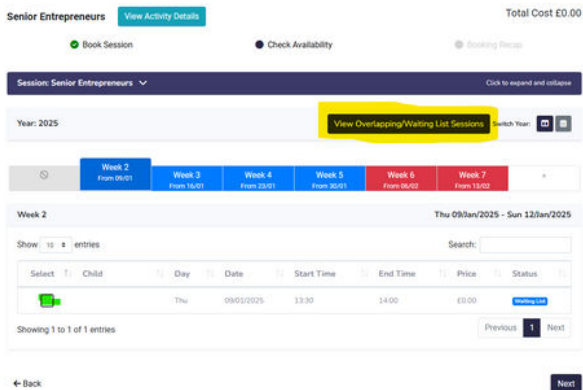 Senior Entrepreneurs View Activity Details Total Cost £0.00
Book Session Check Availability Booking Recap
Session: Senior Entrepreneurs Click to expand and collapse
Year: 2025 View Overlapping/Waiting List Sessions Switch Year:
Week 2 Week 3 Week 4 Week 5 Week 6 Week 7
From 09/01 From 16/01 From 23/01 From 30/01 From 06/02 From 13/02
Week 2 Thu 09/Jan/2025 - Sun 12/Jan/2025
Show 10 entries Search:
Select Child Day Date Start Time End Time Price Status
Thu 09/01/2025 13:30 14:00 £0.00 Waiting List
Showing 1 to 1 of 1 entries Previous 1 Next
← Back Next